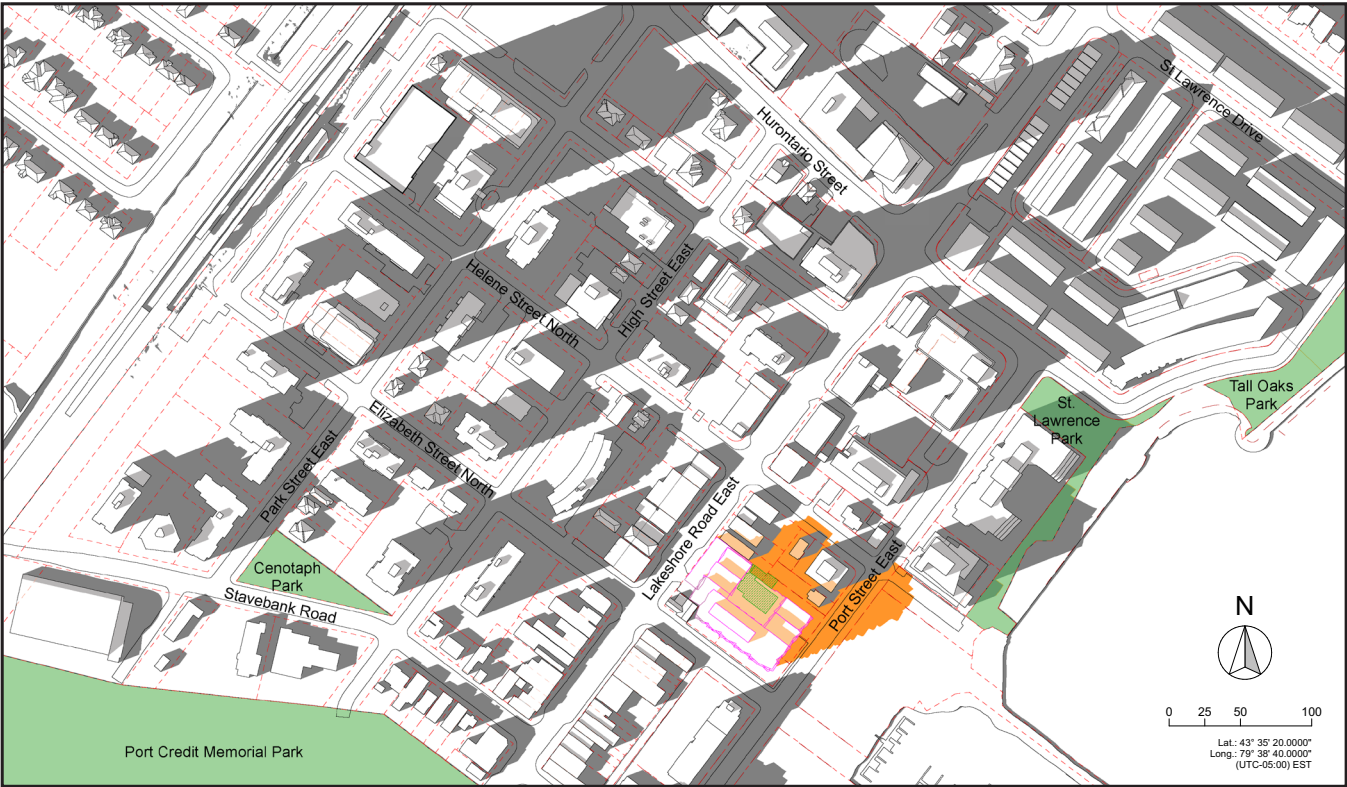 St Lawrence Drive
Hurontario Street
High Street East
Helene Street North
Elizabeth Street North
Park Street East
Tall Oaks
Park
St.
Lawrence
Park
Lakeshore Road East
Port Street East
Cenotaph
Park
Stavebank Road
Port Credit Memorial Park
N
0 25 50 100
Lat.: 43° 35' 20.0000"
Long.: 79° 38' 40.0000"
(UTC-05:00) EST